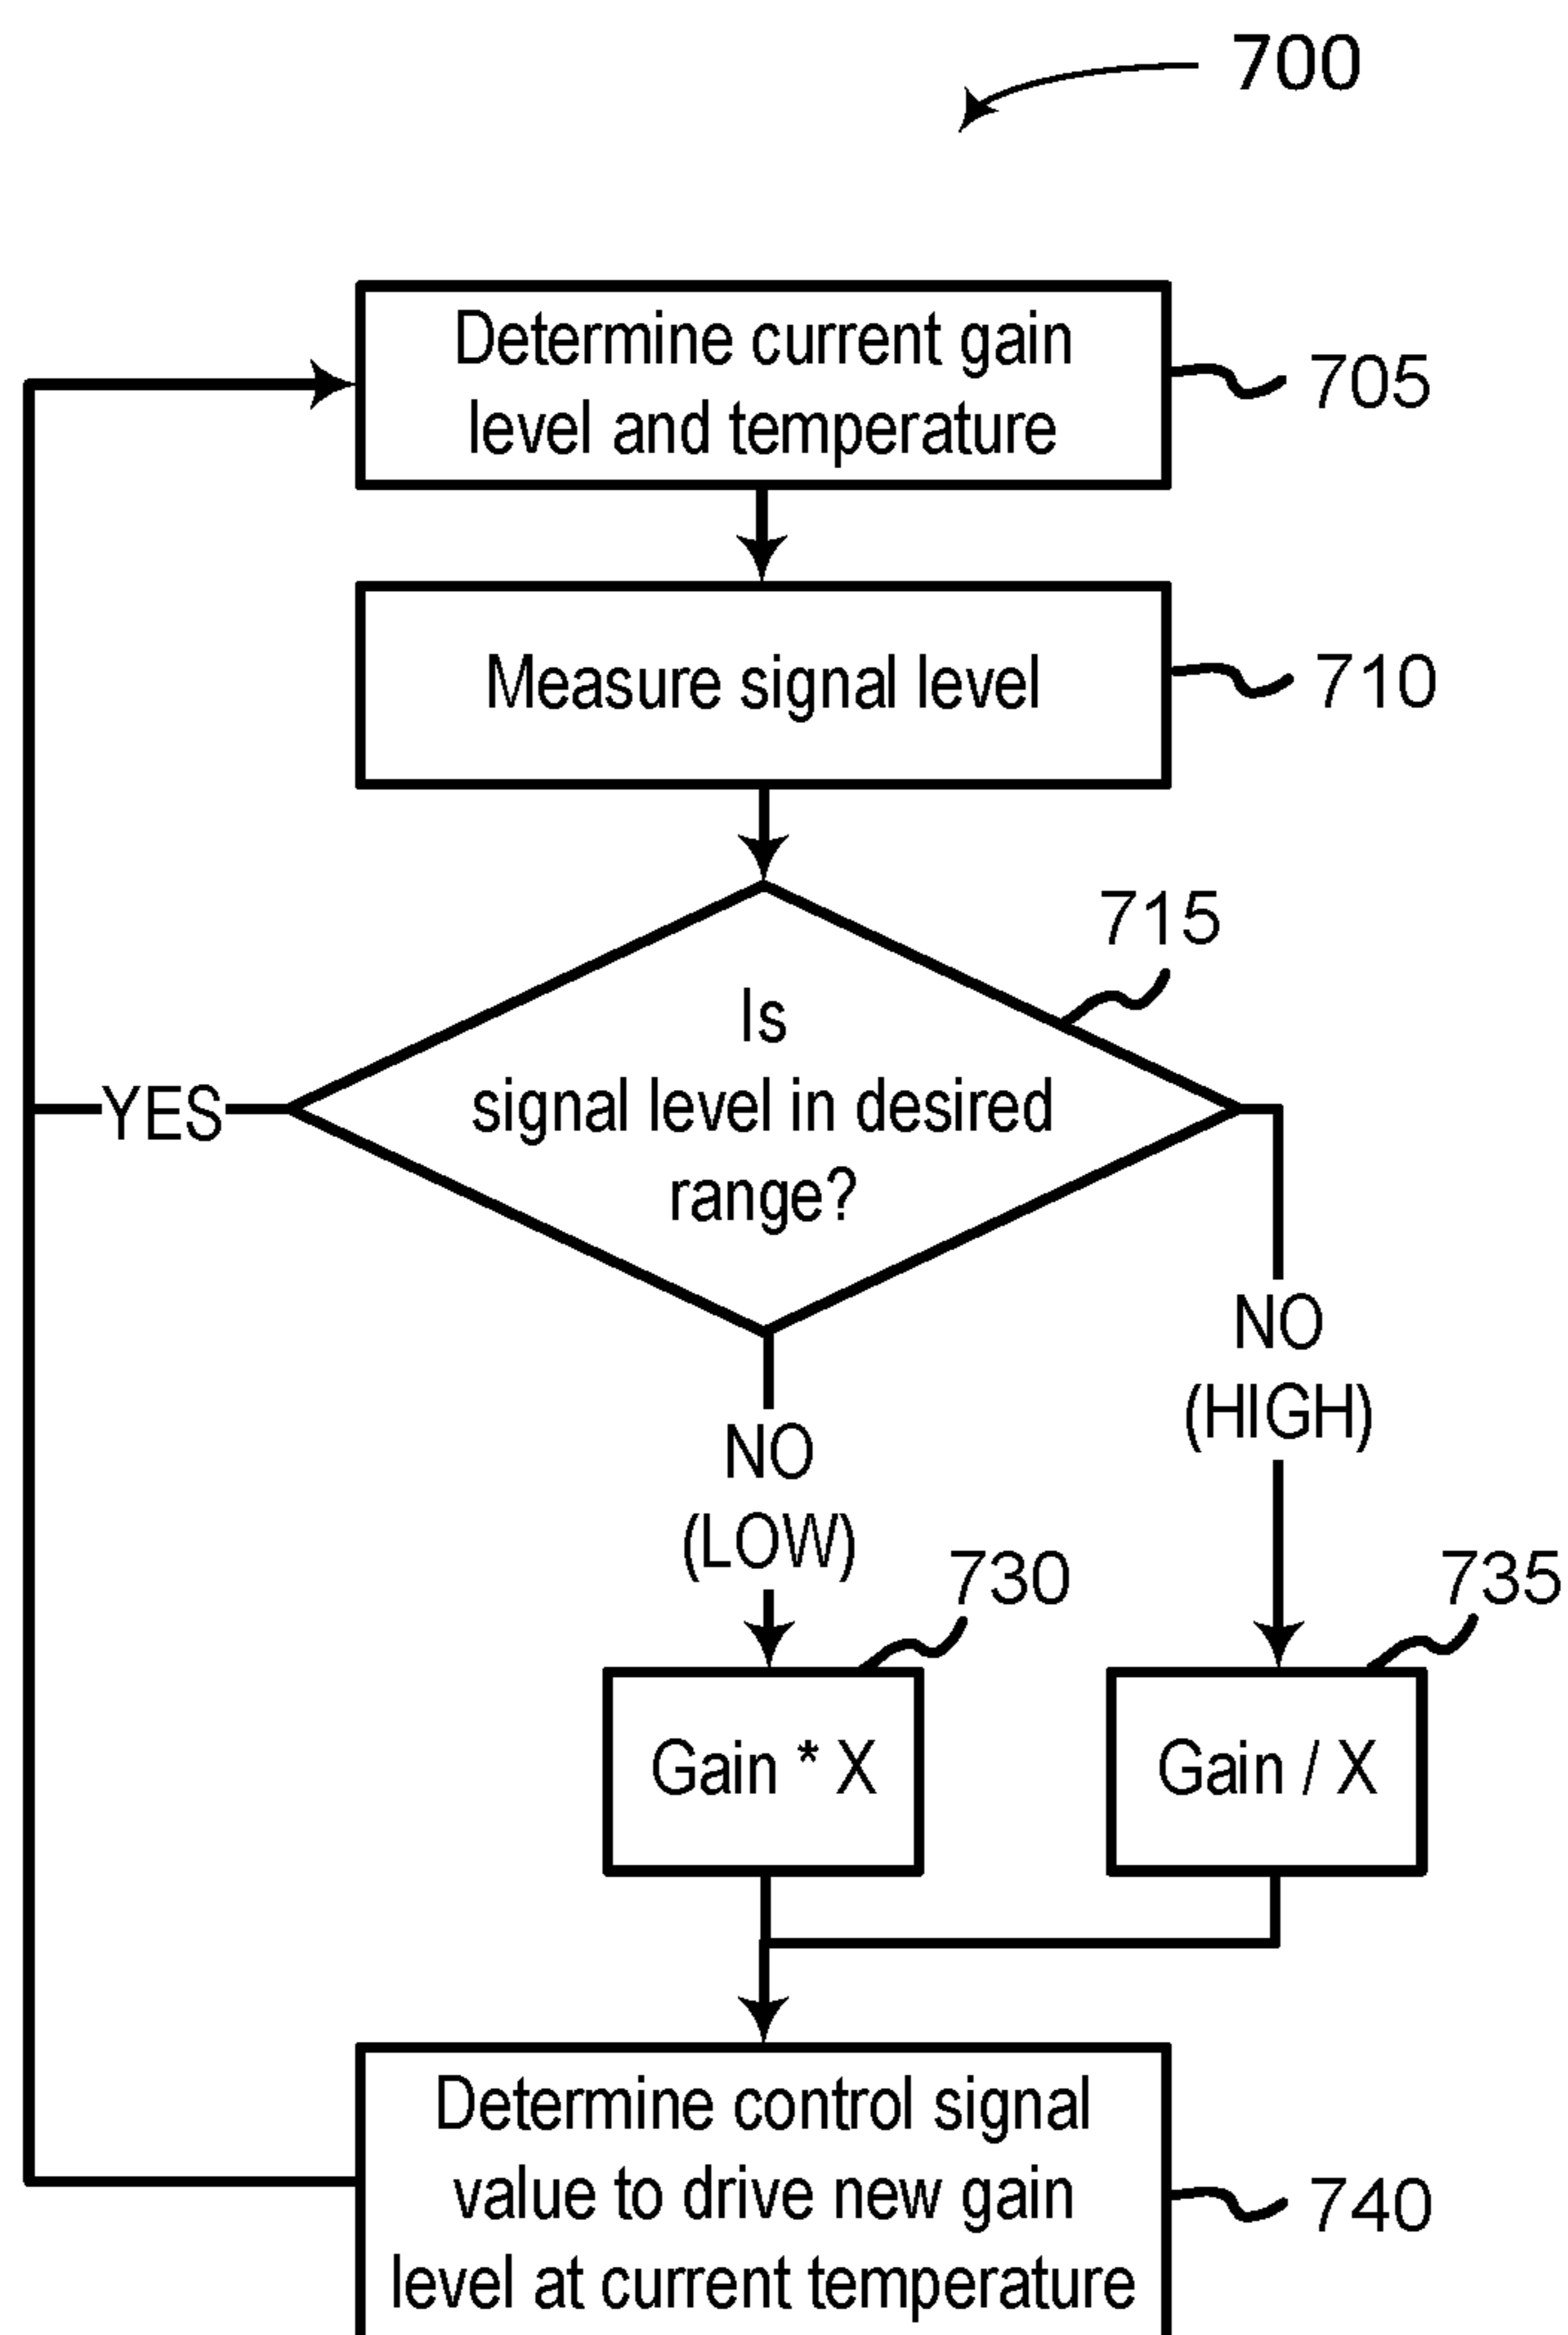 700
Determine current gain
level and temperature
705
Measure signal level
710
715
Is
signal level in desired
range?
YES
NO
(HIGH)
NO
(LOW)
730
735
Gain * X
Gain / X
Determine control signal
value to drive new gain
level at current temperature
740